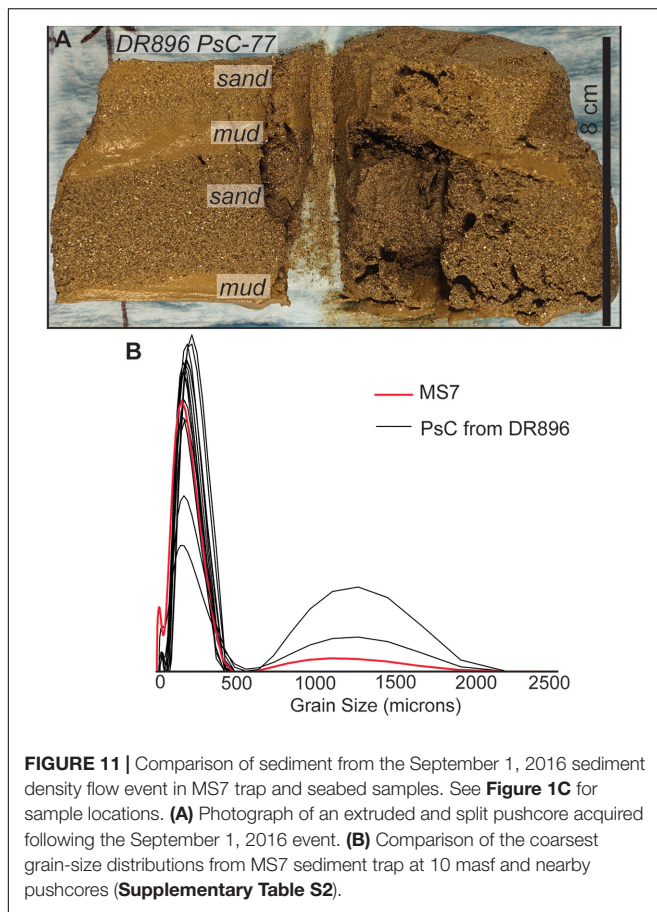 A
DR896 PsC-77
sand
mud
sand
mud
8 cm
B
MS7
PsC from DR896
0 500 1000 1500 2000 2500
Grain Size (microns)
FIGURE 11 | Comparison of sediment from the September 1, 2016 sediment
density flow event in MS7 trap and seabed samples. See Figure 1C for
sample locations. (A) Photograph of an extruded and split pushcore acquired
following the September 1, 2016 event. (B) Comparison of the coarsest
grain-size distributions from MS7 sediment trap at 10 masf and nearby
pushcores (Supplementary Table S2).